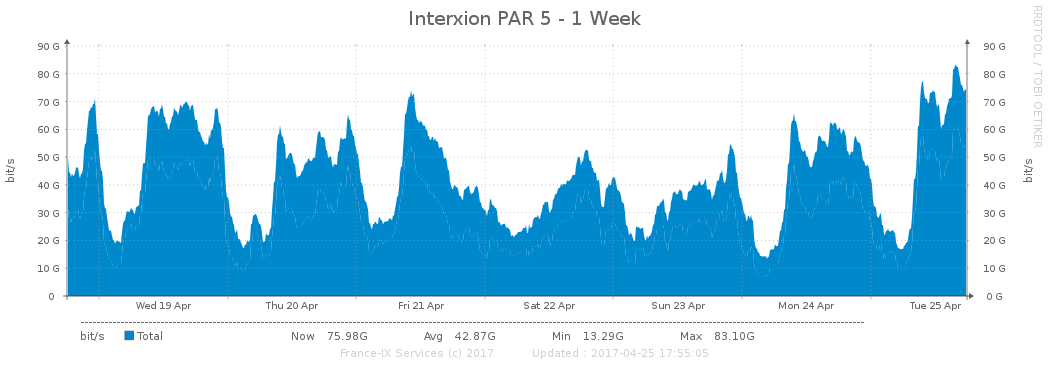 Interxion PAR 5 - 1 Week
RRDTOOL / TOBI OETIKER
90 G 90 G
80 G 80 G
70 G 70 G
60 G 60 G
50 G 50 G
40 G 40 G
30 G 30 G
20 G 20 G
10 G 10 G
0 0 G
bit/s
bit/s
Wed 19 Apr Thu 20 Apr Fri 21 Apr Sat 22 Apr Sun 23 Apr Mon 24 Apr Tue 25 Apr
bit/s Total Now 75.98G Avg 42.87G Min 13.29G Max 83.10G
France-IX Services (c) 2017 Updated : 2017-04-25 17:55:05